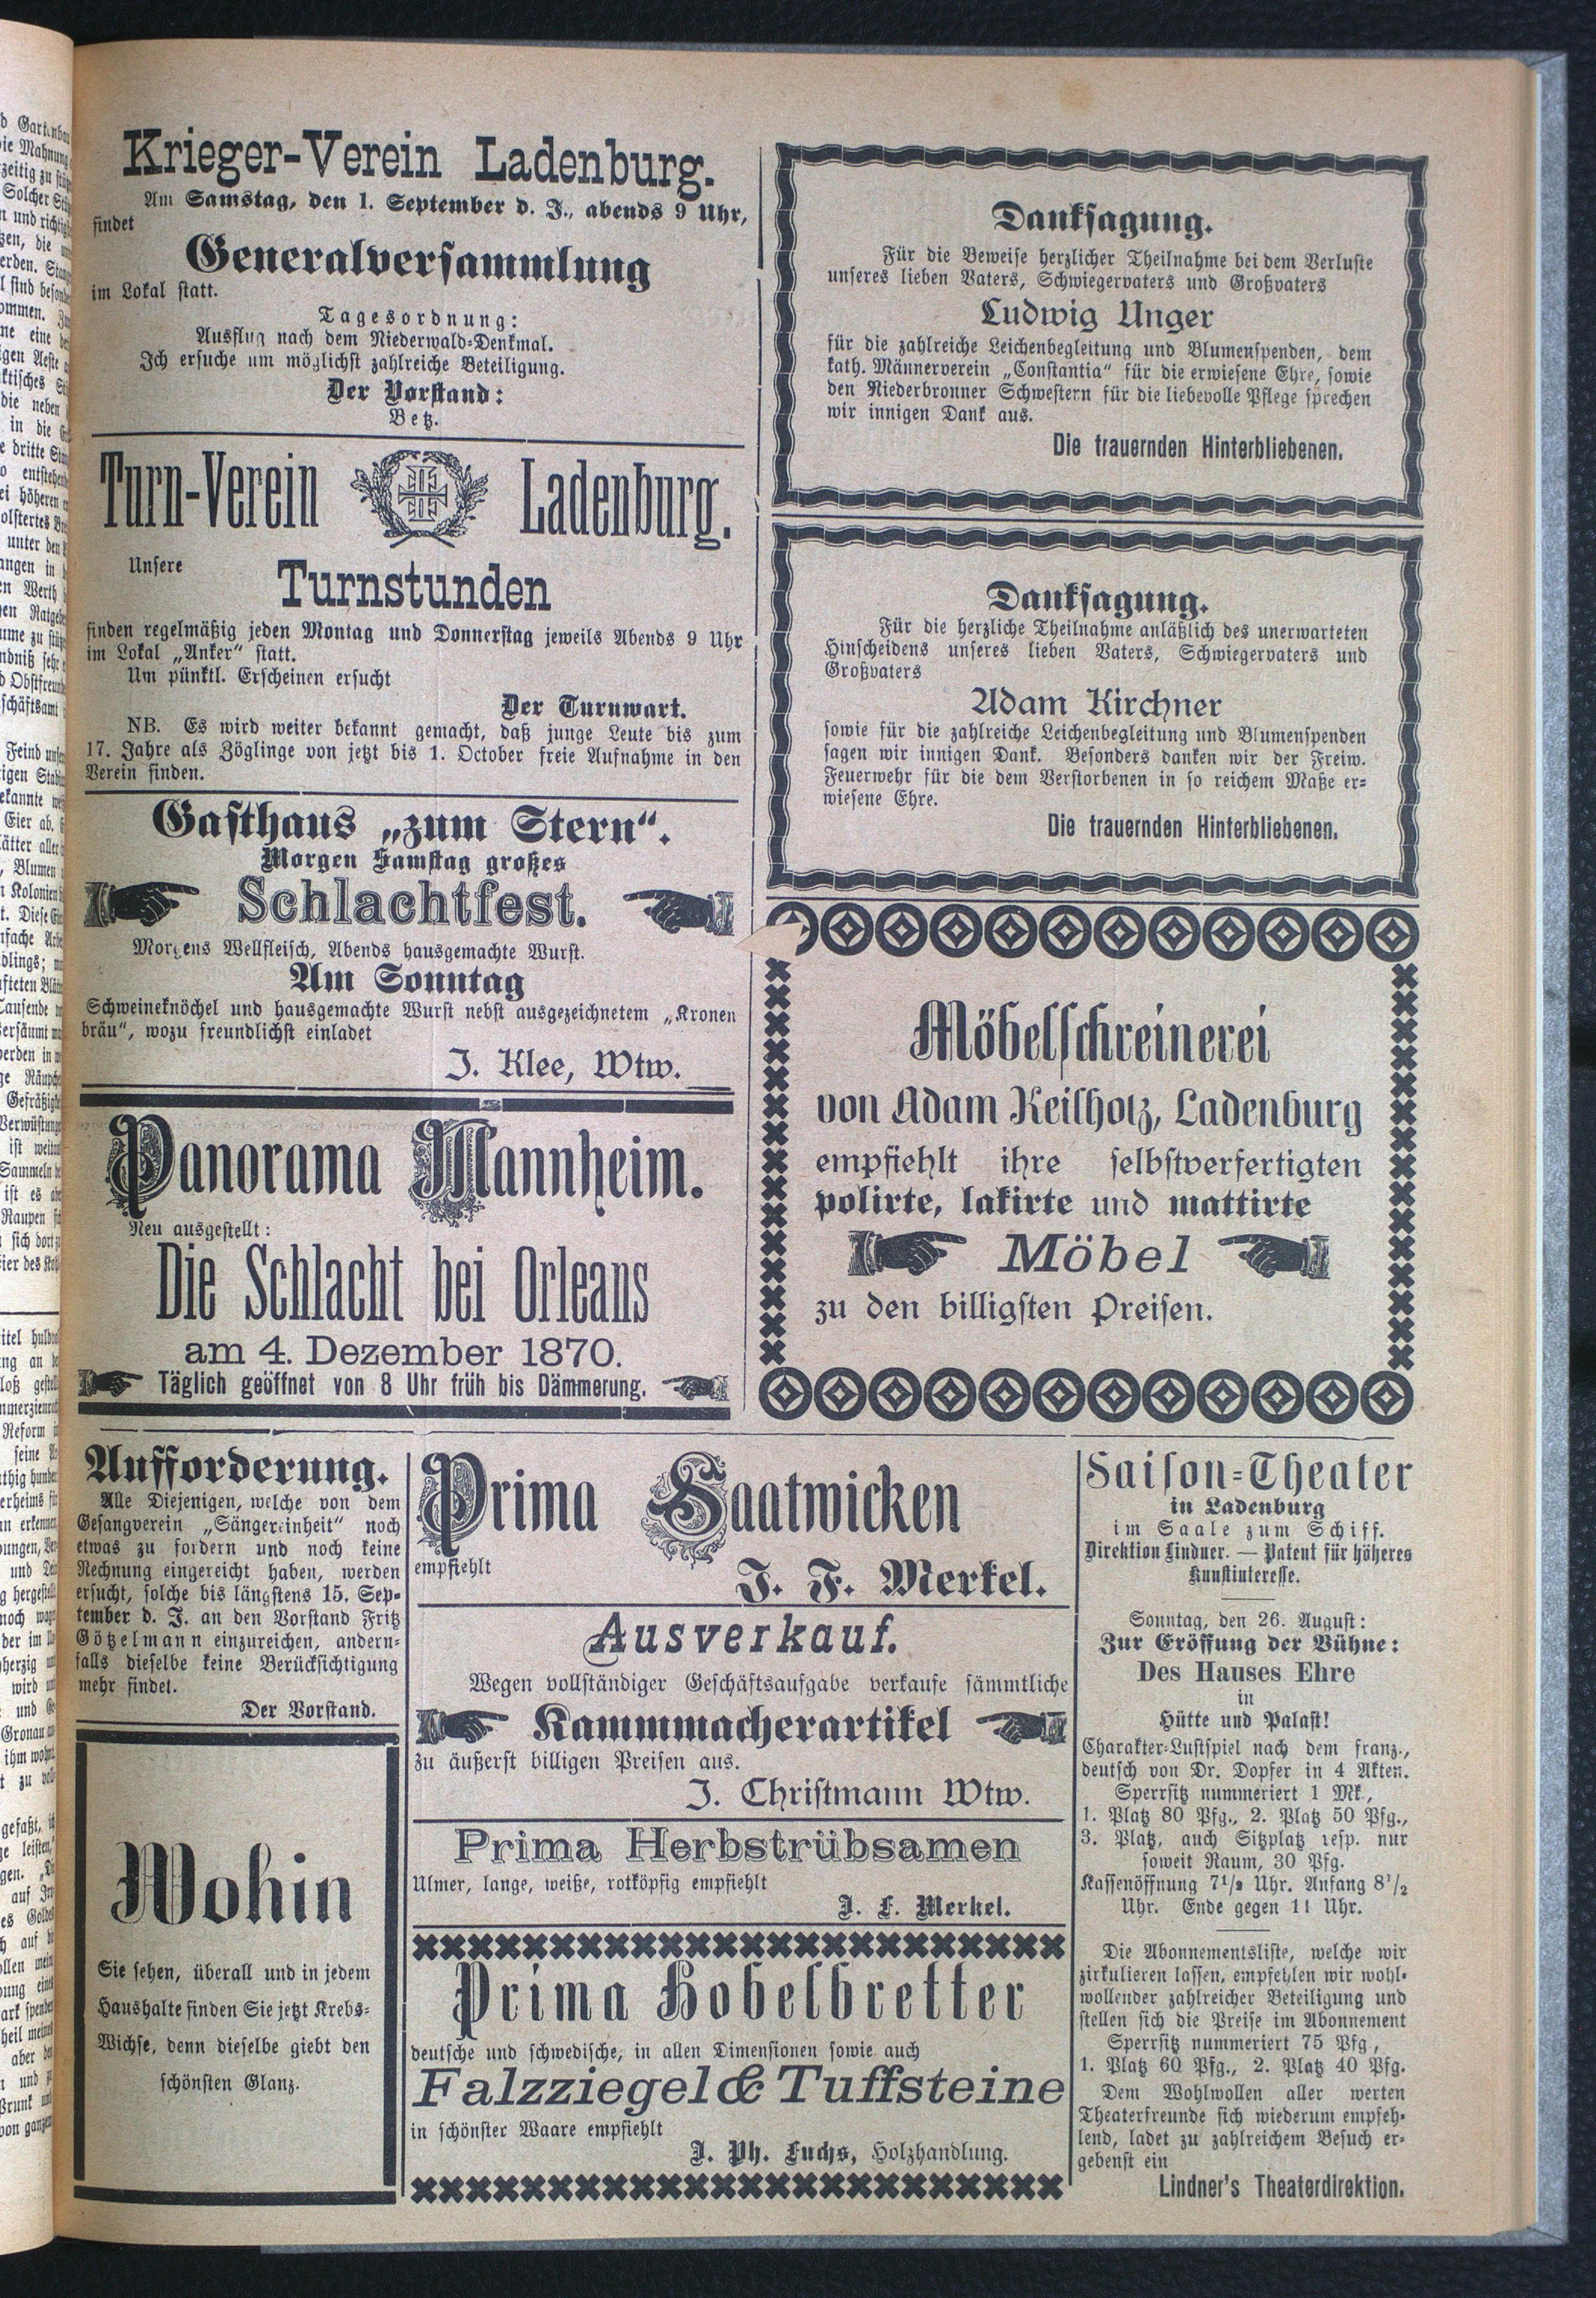 Krieger-Verein Ladenburg.
Am Samstag, den 1. September d. J., abends 9 Uhr,
findet
Generalversammlung
im Lokal statt.
Tagesordnung:
Ausflug nach dem Niederwald-Denkmal.
Ich ersuche um möglichst zahlreiche Beteiligung.
Der Vorstand:
Betz.
Turn-Verein Ladenburg.
Unsere
Turnstunden
finden regelmäßig jeden Montag und Donnerstag jeweils Abends 9 Uhr
im Lokal „Anker“ statt.
Um pünktl. Erscheinen ersucht
Der Turnwart.
NB. Es wird weiter bekannt gemacht, daß junge Leute bis zum
17. Jahre als Zöglinge von jetzt bis 1. October freie Aufnahme in den
Verein finden.
Gasthaus „zum Stern“.
Morgen Samstag großes
Schlachtfest.
Morgens Wellfleisch, Abends hausgemachte Wurst.
Am Sonntag
Schweineknöchel und hausgemachte Wurst nebst ausgezeichnetem „Kronen
bräu“, wozu freundlichst einladet
J. Klee, Wtw.
Panorama Mannheim.
Neu ausgestellt:
Die Schlacht bei Orleans
am 4. Dezember 1870.
Täglich geöffnet von 8 Uhr früh bis Dämmerung.
Danksagung.
Für die Beweise herzlicher Theilnahme bei dem Verluste
unseres lieben Vaters, Schwiegervaters und Großvaters
Ludwig Unger
für die zahlreiche Leichenbegleitung und Blumenspenden, dem
kath. Männerverein „Constantia“ für die erwiesene Ehre, sowie
den Niederbronner Schwestern für die liebevolle Pflege sprechen
wir innigen Dank aus.
Die trauernden Hinterbliebenen.
Danksagung.
Für die herzliche Theilnahme anläßlich des unerwarteten
Hinscheidens unseres lieben Vaters, Schwiegervaters und
Großvaters
Adam Kirchner
sowie für die zahlreiche Leichenbegleitung und Blumenspenden
sagen wir innigen Dank. Besonders danken wir der Freiw.
Feuerwehr für die dem Verstorbenen in so reichem Maße er-
wiesene Ehre.
Die trauernden Hinterbliebenen.
Möbelschreinerei
von Adam Keilholz, Ladenburg
empfiehlt ihre selbstverfertigten
polirte, lakirte und mattirte
Möbel
zu den billigsten Preisen.
Aufforderung.
Alle Diejenigen, welche von dem
Gesangverein „Sängereinheit“ noch
etwas zu fordern und noch keine
Rechnung eingereicht haben, werden
ersucht, solche bis längstens 15. Sep-
tember d. J. an den Vorstand Fritz
Götzelmann einzureichen, andern-
falls dieselbe keine Berücksichtigung
mehr findet.
Der Vorstand.
Wohin
Sie sehen, überall und in jedem
Haushalte finden Sie jetzt Krebs-
Wichse, denn dieselbe giebt den
schönsten Glanz.
Prima Saatwicken
empfiehlt
J. F. Merkel.
Ausverkauf.
Wegen vollständiger Geschäftsaufgabe verkaufe sämmtliche
Kammmacherartikel
zu äußerst billigen Preisen aus.
J. Christmann Wtw.
Prima Herbstrübsamen
Ulmer, lange, weiße, rotköpfig empfiehlt
J. F. Merkel.
Prima Hobelbretter
deutsche und schwedische, in allen Dimensionen sowie auch
Falzziegel & Tuffsteine
in schönster Waare empfiehlt
J. Ph. Fuchs, Holzhandlung.
Saison-Theater
in Ladenburg
im Saale zum Schiff.
Direktion Lindner. — Patent für höheres
Kunstinteresse.
Sonntag, den 26. August:
Zur Eröffung der Bühne:
Des Hauses Ehre
in
Hütte und Palast!
Charakter-Lustspiel nach dem franz.,
deutsch von Dr. Dopfer in 4 Akten.
Sperrsitz nummeriert 1 Mk.,
1. Platz 80 Pfg., 2. Platz 50 Pfg.,
3. Platz, auch Sitzplatz resp. nur
soweit Raum, 30 Pfg.
Kassenöffnung 7 1/2 Uhr. Anfang 8 1/2
Uhr. Ende gegen 11 Uhr.
Die Abonnementsliste, welche wir
zirkulieren lassen, empfehlen wir wohl-
wollender zahlreicher Beteiligung und
stellen sich die Preise im Abonnement
Sperrsitz nummeriert 75 Pfg.,
1. Platz 60 Pfg., 2. Platz 40 Pfg.
Dem Wohlwollen aller werten
Theaterfreunde sich wiederum empfeh-
lend, ladet zu zahlreichem Besuch er-
gebenst ein
Lindner's Theaterdirektion.